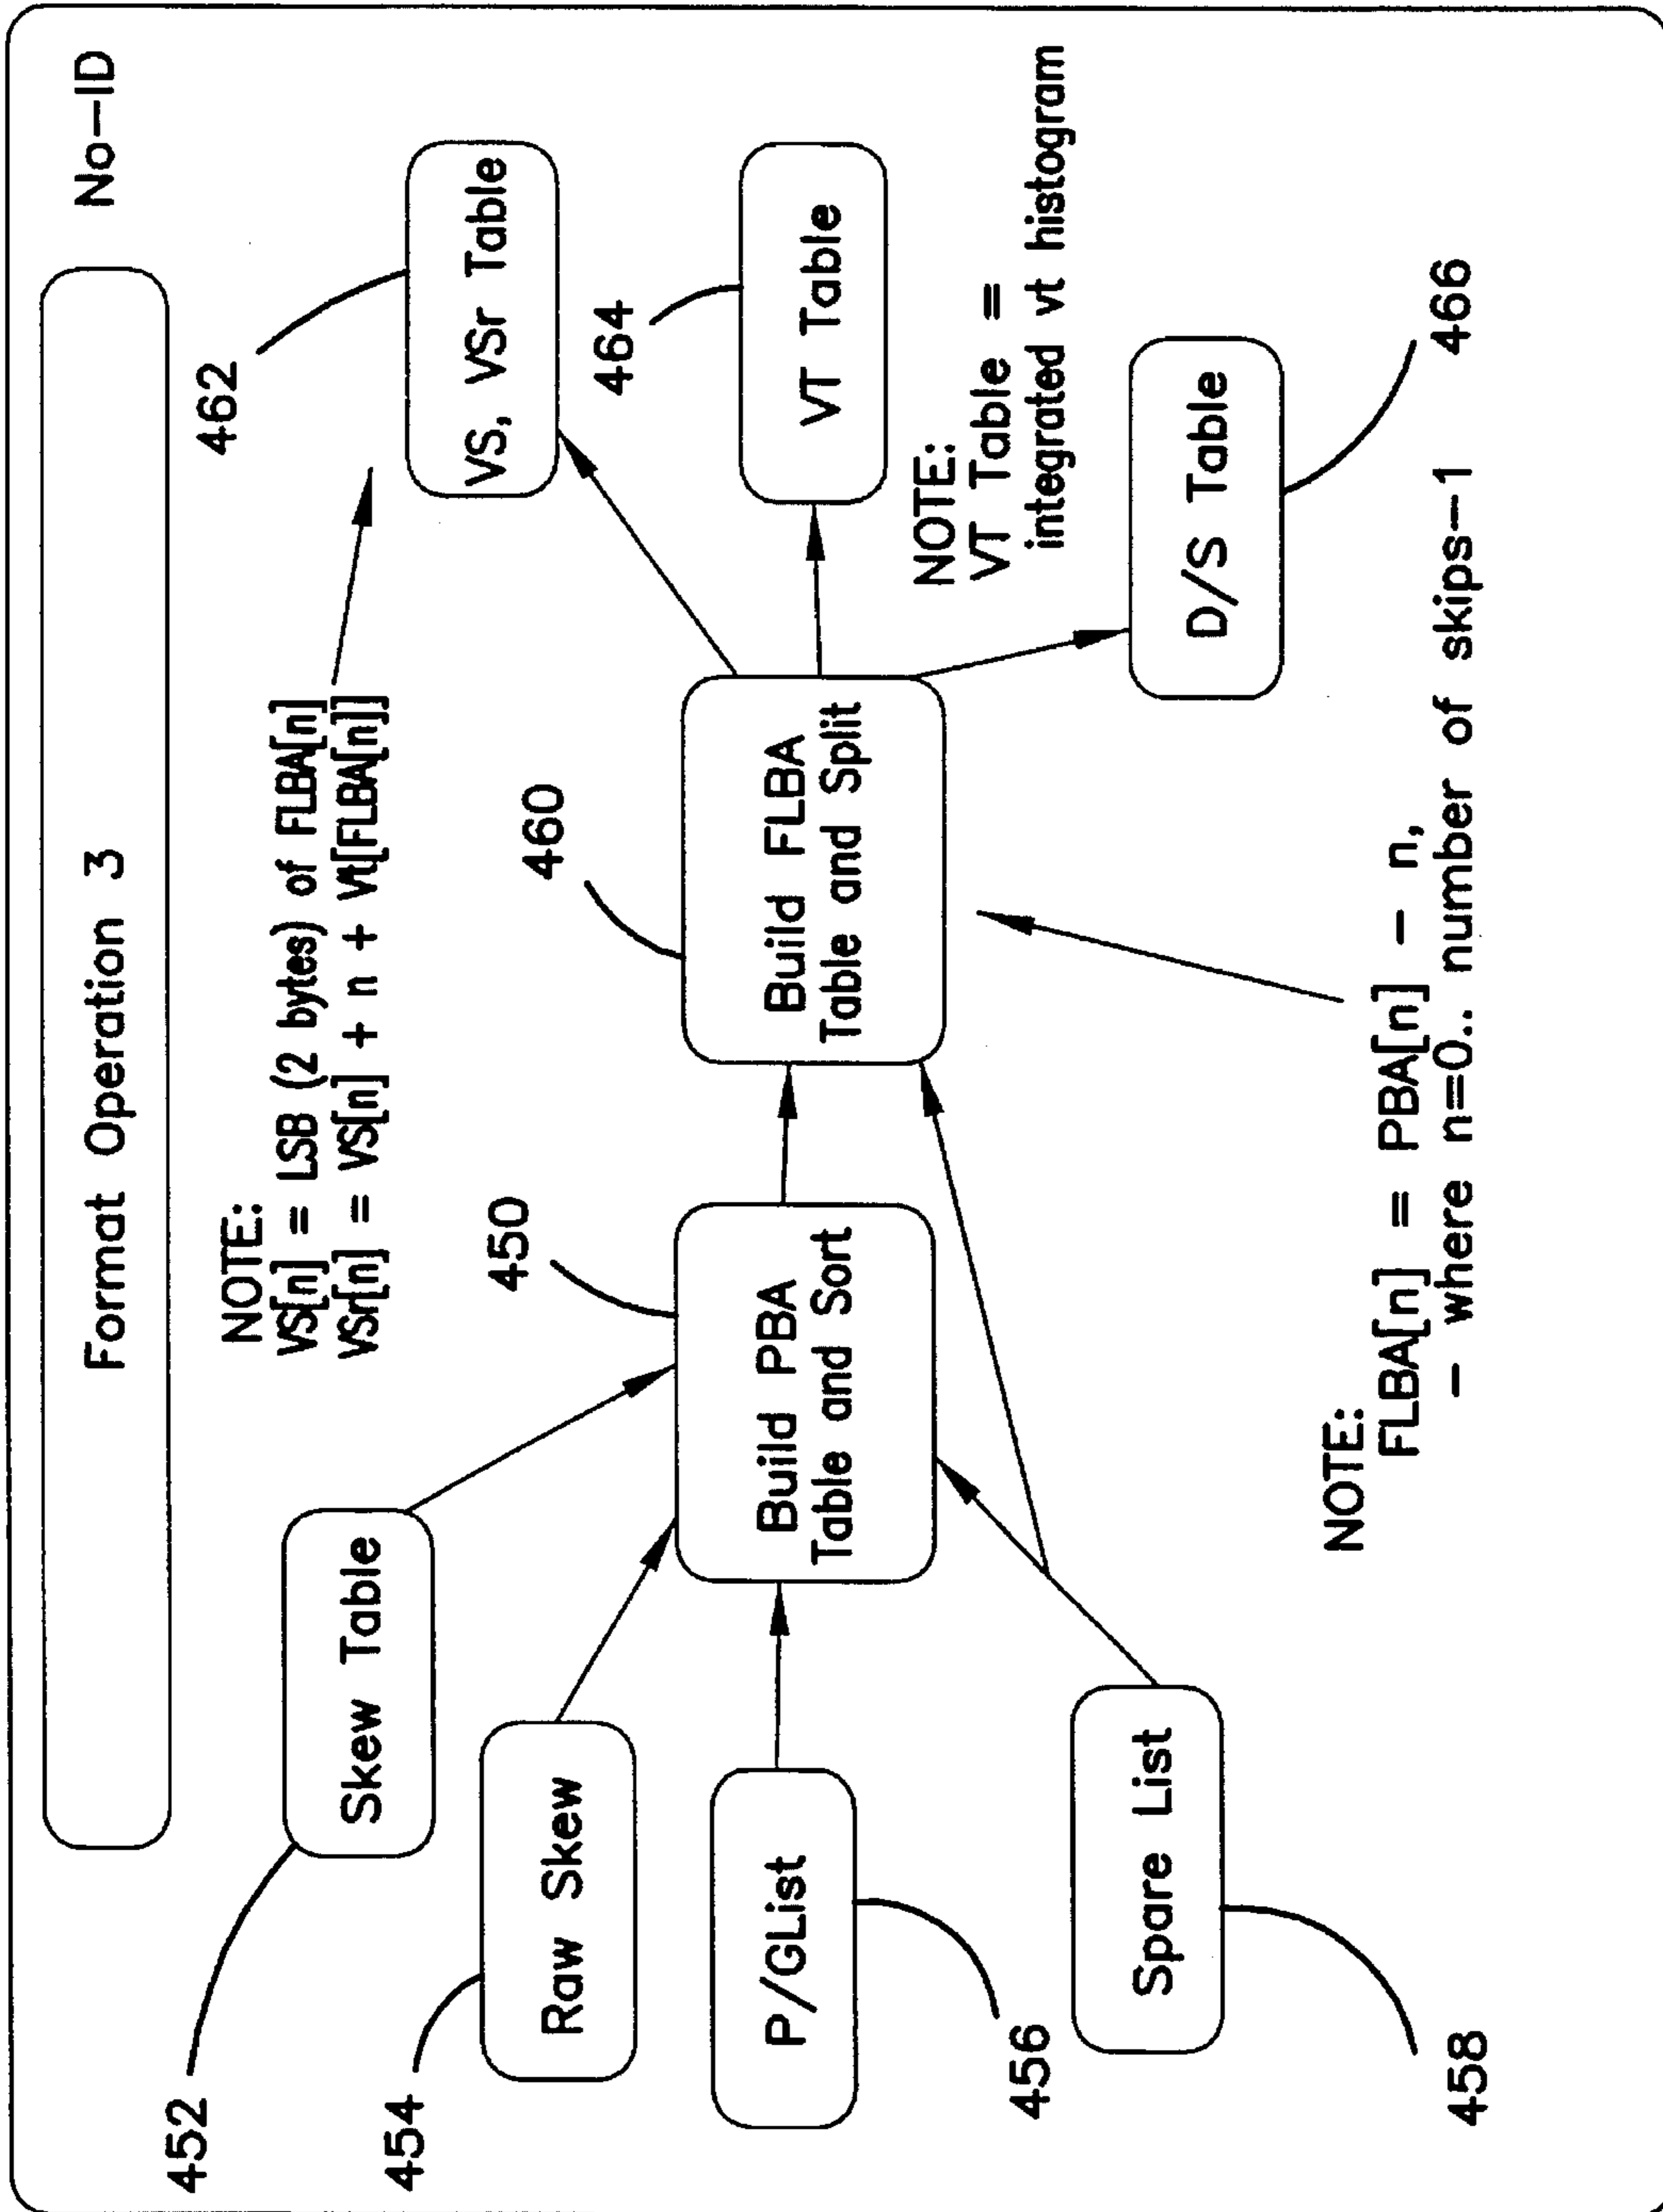 Format Operation 3
No-ID
NOTE:
VS[n] = LSB (2 bytes) of FLBA[n]
VSr[n] = VS[n] + n + Vt[FLBA[n]]
462
452
Skew Table
VS, VSr Table
454
Raw Skew
450
Build PBA
Table and Sort
460
Build FLBA
Table and Split
464
VT Table
P/GList
456
NOTE:
VT Table =
integrated vt histogram
Spare List
458
D/S Table
466
NOTE:
FLBA[n] = PBA[n] - n,
- where n=0.. number of skips-1